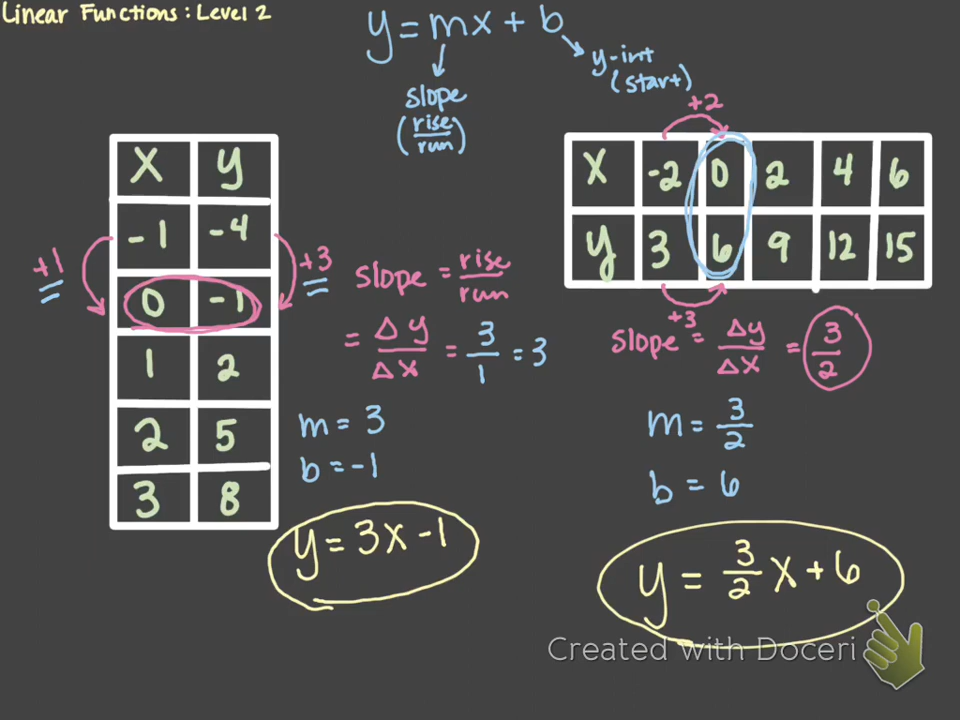 Linear Functions: Level 2
y = mx + b
slope
(rise/run)
y-int
(start)
X Y
-1 -4
0 -1
1 2
2 5
3 8
+1
+3
slope = rise/run
= Δy/Δx = 3/1 = 3
m = 3
b = -1
y = 3x - 1
+2
X -2 0 2 4 6
y 3 6 9 12 15
+3
slope = Δy/Δx = 3/2
m = 3/2
b = 6
y = 3/2 x + 6
Created with Doceri